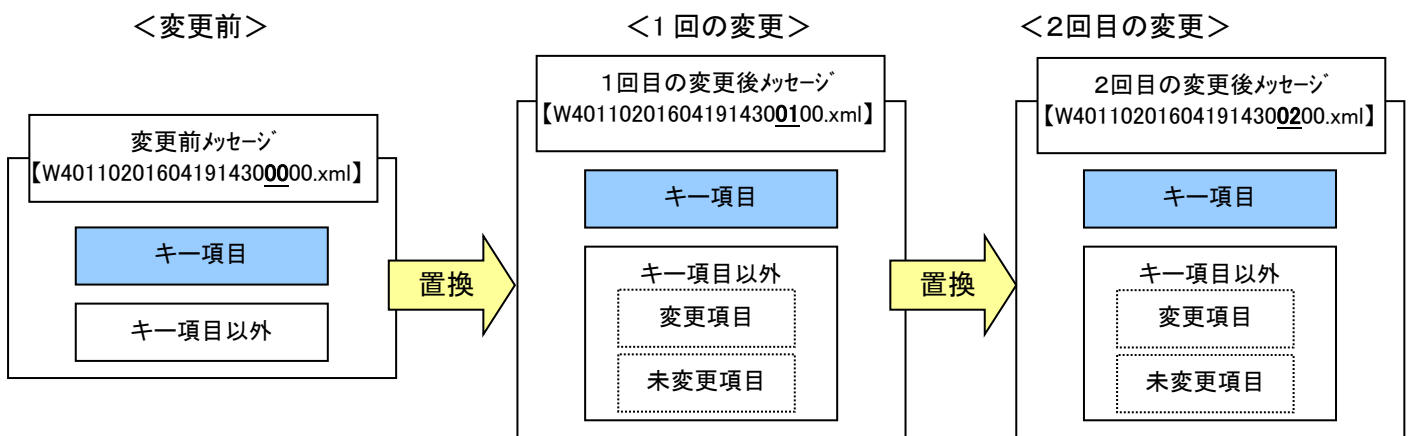 <変更前>
変更前メッセージ
【W4011020160419143000000.xml】
キー項目
キー項目以外
置換
<1回の変更>
1回目の変更後メッセージ
【W401102016041914300100.xml】
キー項目
キー項目以外
変更項目
未変更項目
置換
<2回目の変更>
2回目の変更後メッセージ
【W401102016041914300200.xml】
キー項目
キー項目以外
変更項目
未変更項目